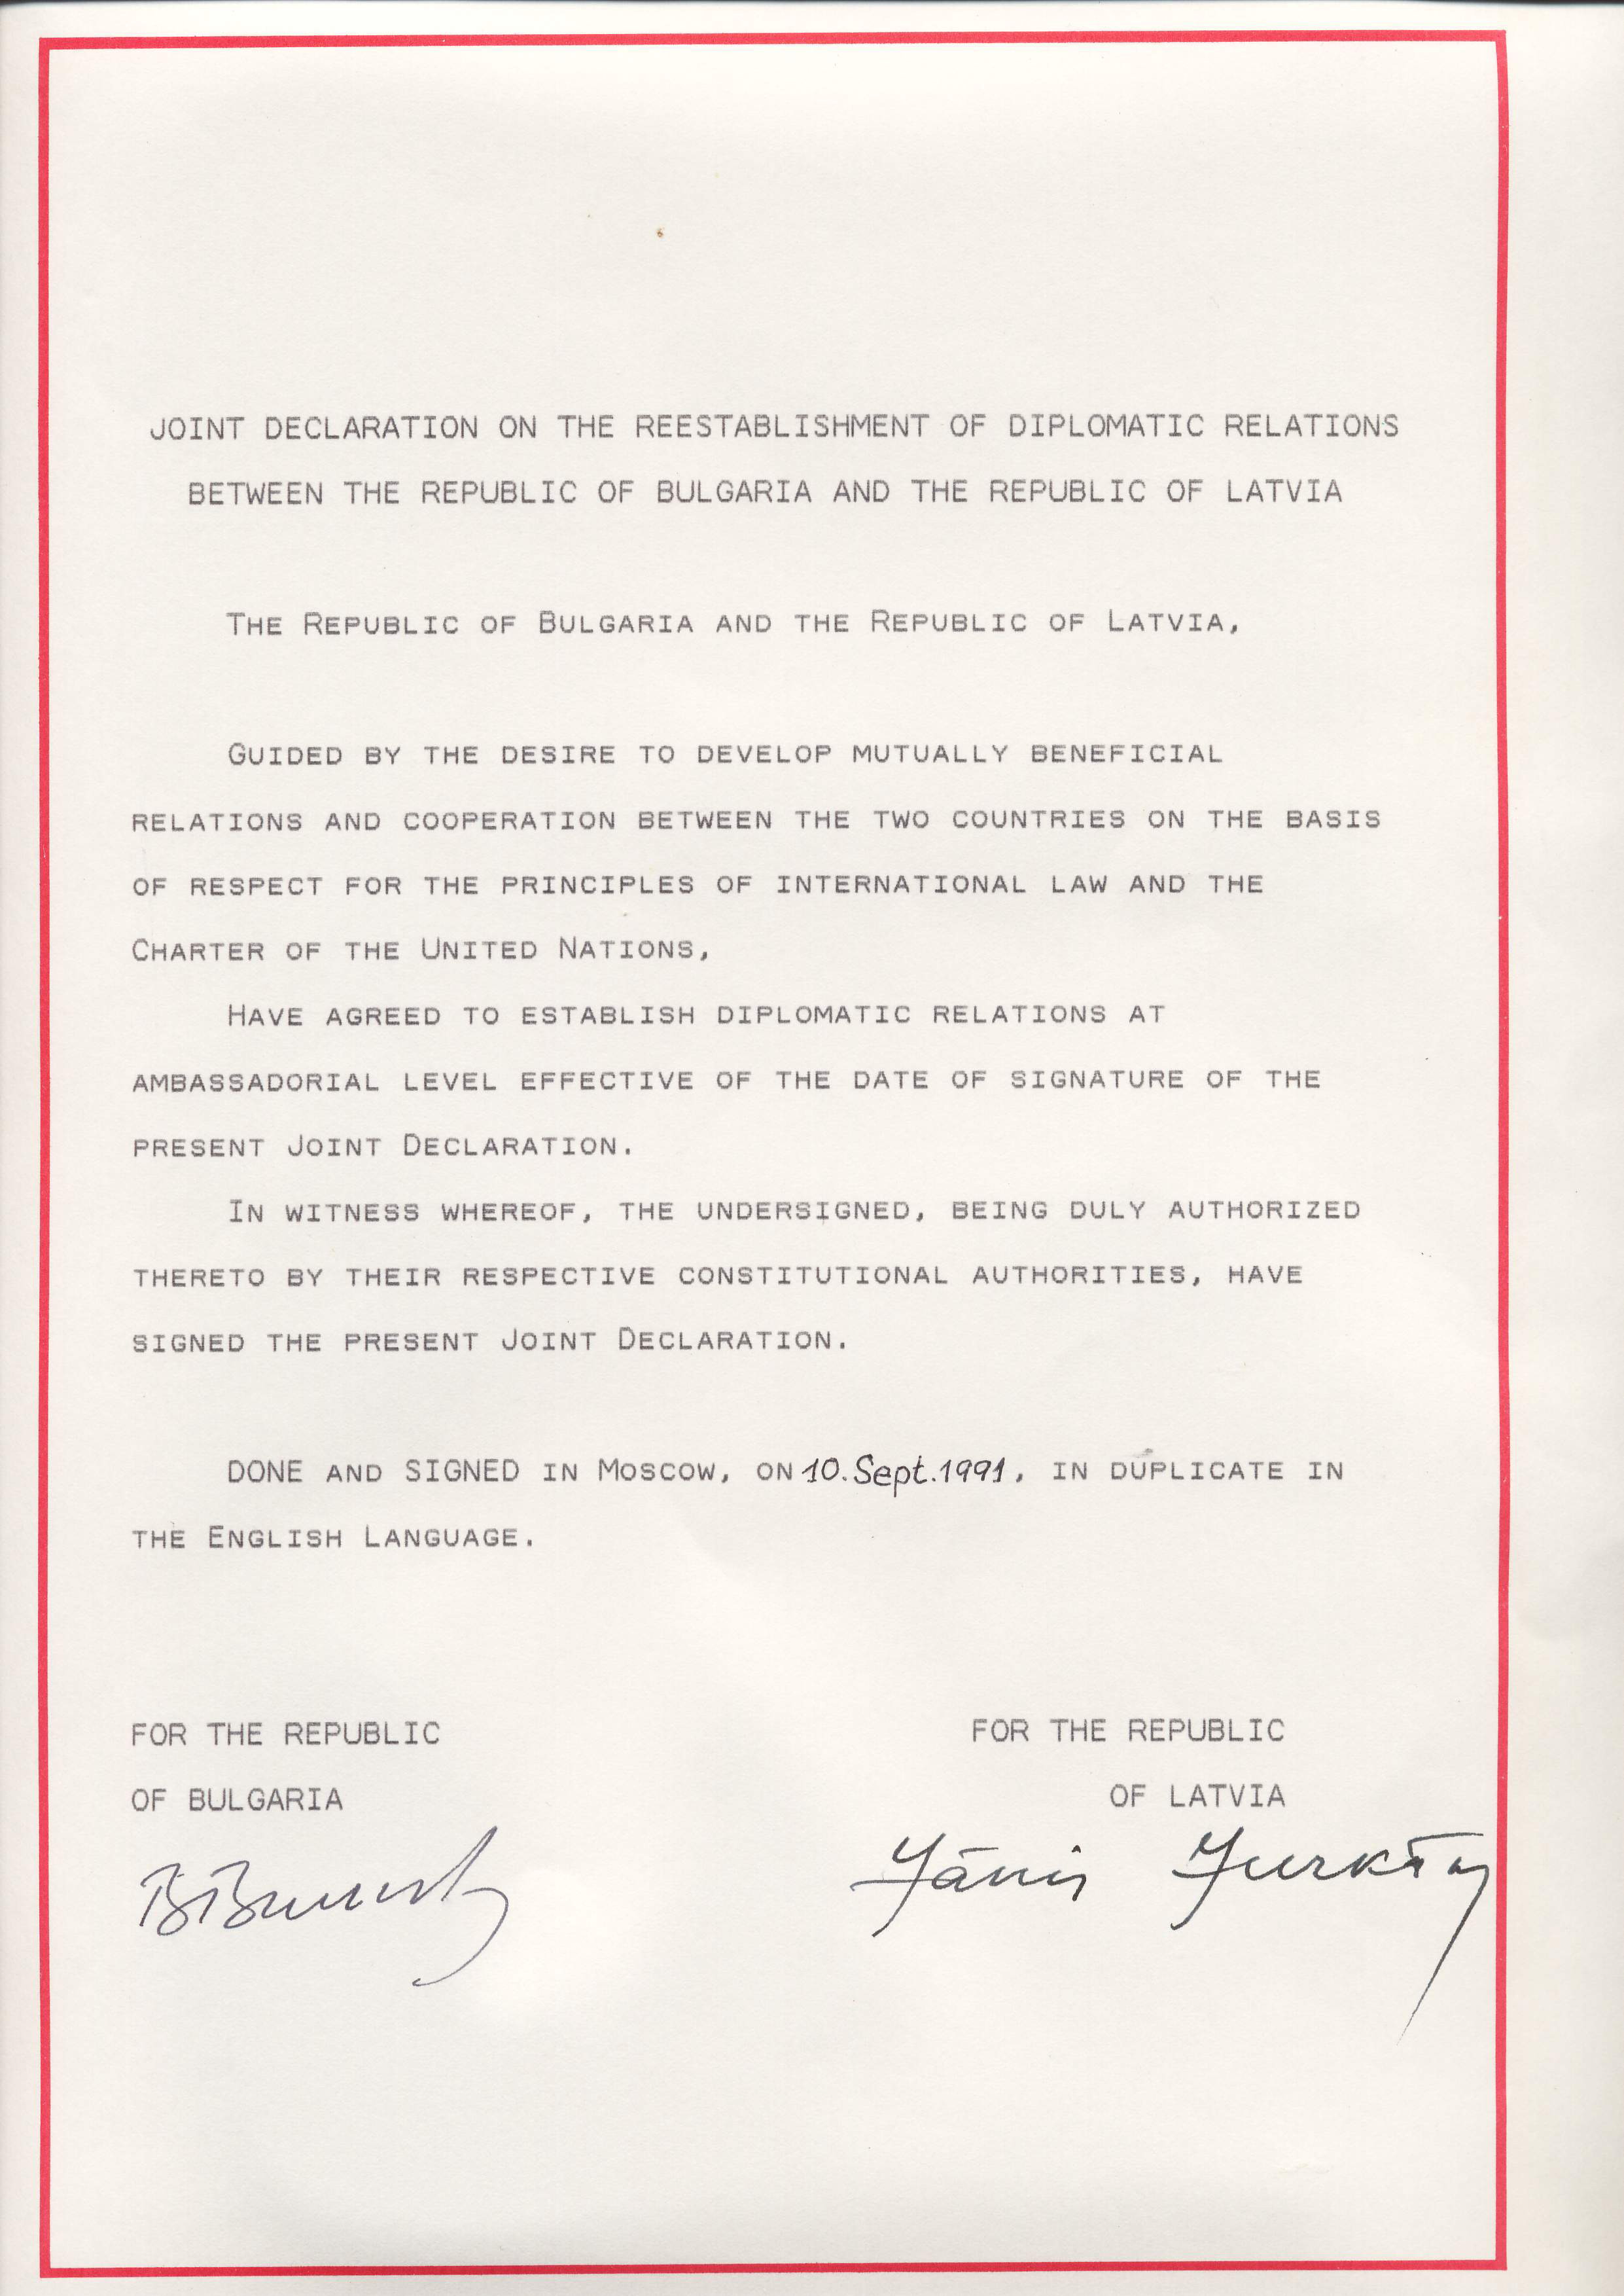 JOINT DECLARATION ON THE REESTABLISHMENT OF DIPLOMATIC RELATIONS
BETWEEN THE REPUBLIC OF BULGARIA AND THE REPUBLIC OF LATVIA
The Republic of Bulgaria and the Republic of Latvia,
Guided by the desire to develop mutually beneficial
relations and cooperation between the two countries on the basis
of respect for the principles of international law and the
Charter of the United Nations,
Have agreed to establish diplomatic relations at
ambassadorial level effective of the date of signature of the
present Joint Declaration.
In witness whereof, the undersigned, being duly authorized
thereto by their respective constitutional authorities, have
signed the present Joint Declaration.
DONE and SIGNED in Moscow, on 10. Sept. 1991, in duplicate in
the English Language.
FOR THE REPUBLIC
OF BULGARIA
FOR THE REPUBLIC
OF LATVIA
Jānis